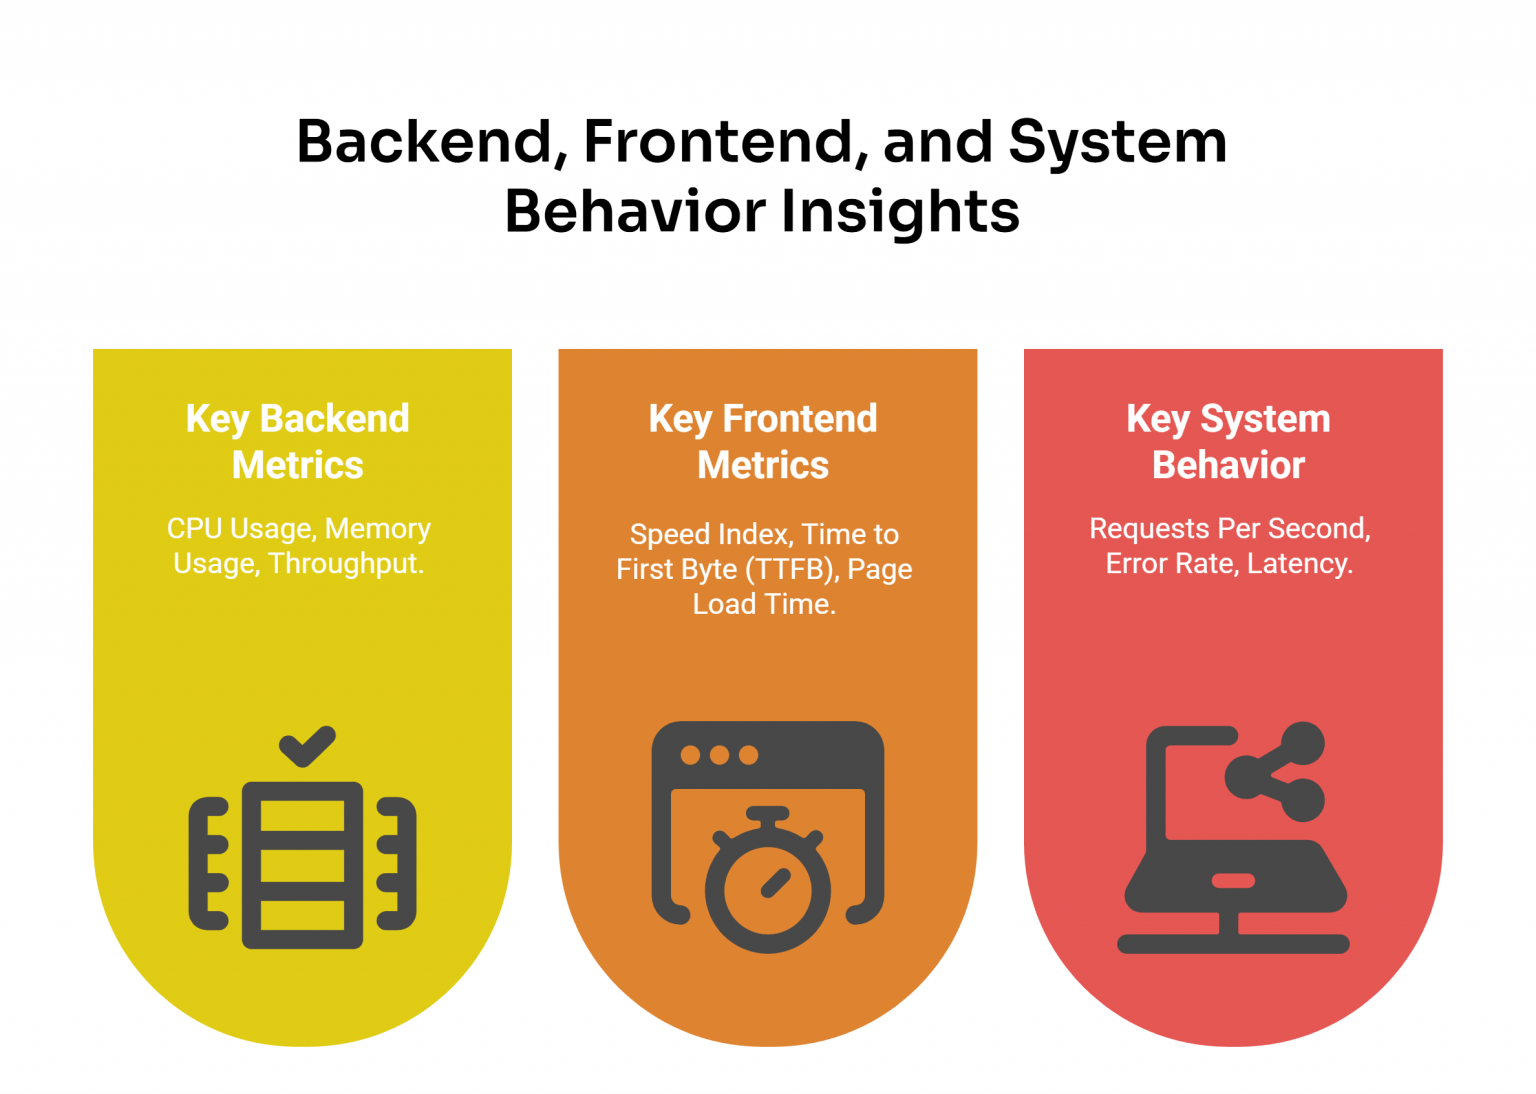 Backend, Frontend, and System
Behavior Insights
Key Backend
Metrics
CPU Usage, Memory
Usage, Throughput.
Key Frontend
Metrics
Speed Index, Time to
First Byte (TTFB), Page
Load Time.
Key System
Behavior
Requests Per Second,
Error Rate, Latency.